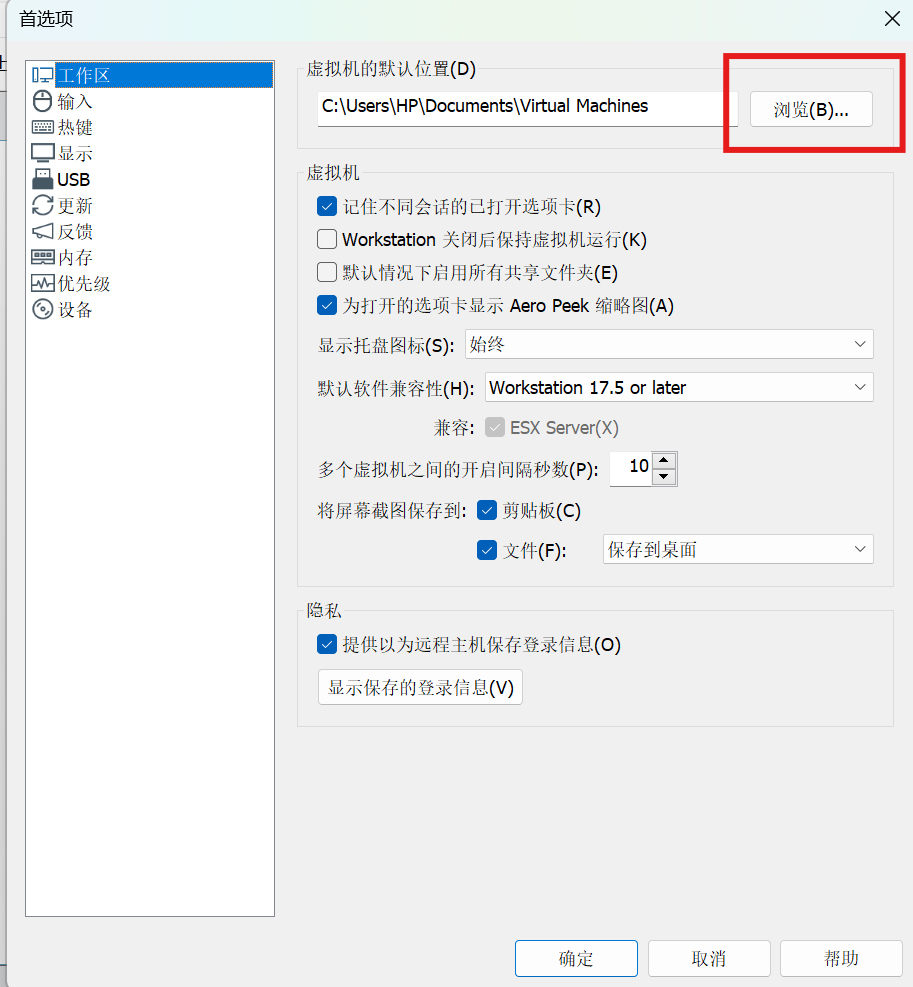 首选项
工作区
输入
热键
显示
USB
更新
反馈
内存
优先级
设备
虚拟机的默认位置(D)
C:\Users\HP\Documents\Virtual Machines
浏览(B)...
虚拟机
记住不同会话的已打开选项卡(R)
Workstation 关闭后保持虚拟机运行(K)
默认情况下启用所有共享文件夹(E)
为打开的选项卡显示 Aero Peek 缩略图(A)
显示托盘图标(S): 始终
默认软件兼容性(H): Workstation 17.5 or later
兼容: ESX Server(X)
多个虚拟机之间的开启间隔秒数(P): 10
将屏幕截图保存到: 剪贴板(C)
文件(F): 保存到桌面
隐私
提供以为远程主机保存登录信息(O)
显示保存的登录信息(V)
确定 取消 帮助